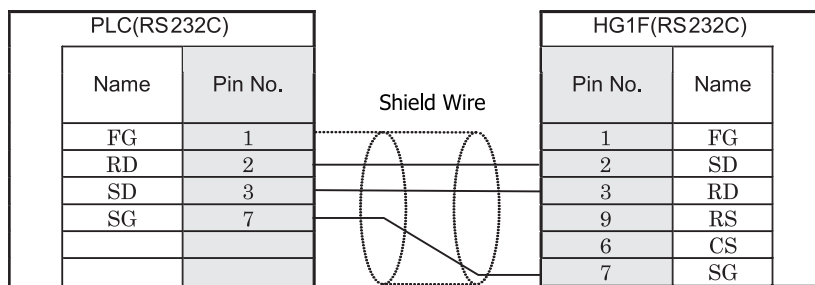 PLC(RS232C)
HG1F(RS232C)
Name Pin No.
Shield Wire
Pin No. Name
FG 1
1 FG
RD 2
2 SD
SD 3
3 RD
SG 7
9 RS
6 CS
7 SG